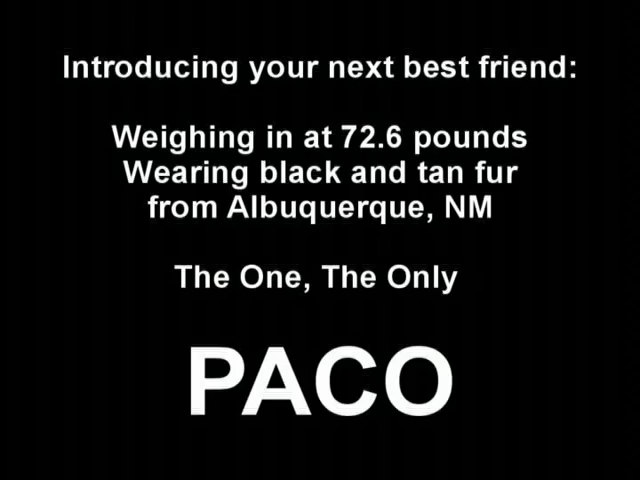 Introducing your next best friend:
Weighing in at 72.6 pounds
Wearing black and tan fur
from Albuquerque, NM
The One, The Only
PACO